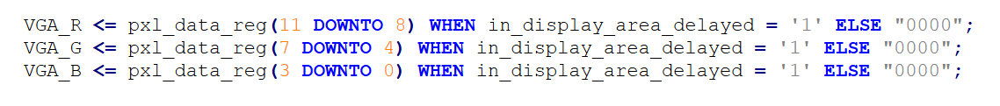 VGA_R <= pxl_data_reg(11 DOWNTO 8) WHEN in_display_area_delayed = '1' ELSE "0000";
VGA_G <= pxl_data_reg(7 DOWNTO 4) WHEN in_display_area_delayed = '1' ELSE "0000";
VGA_B <= pxl_data_reg(3 DOWNTO 0) WHEN in_display_area_delayed = '1' ELSE "0000";